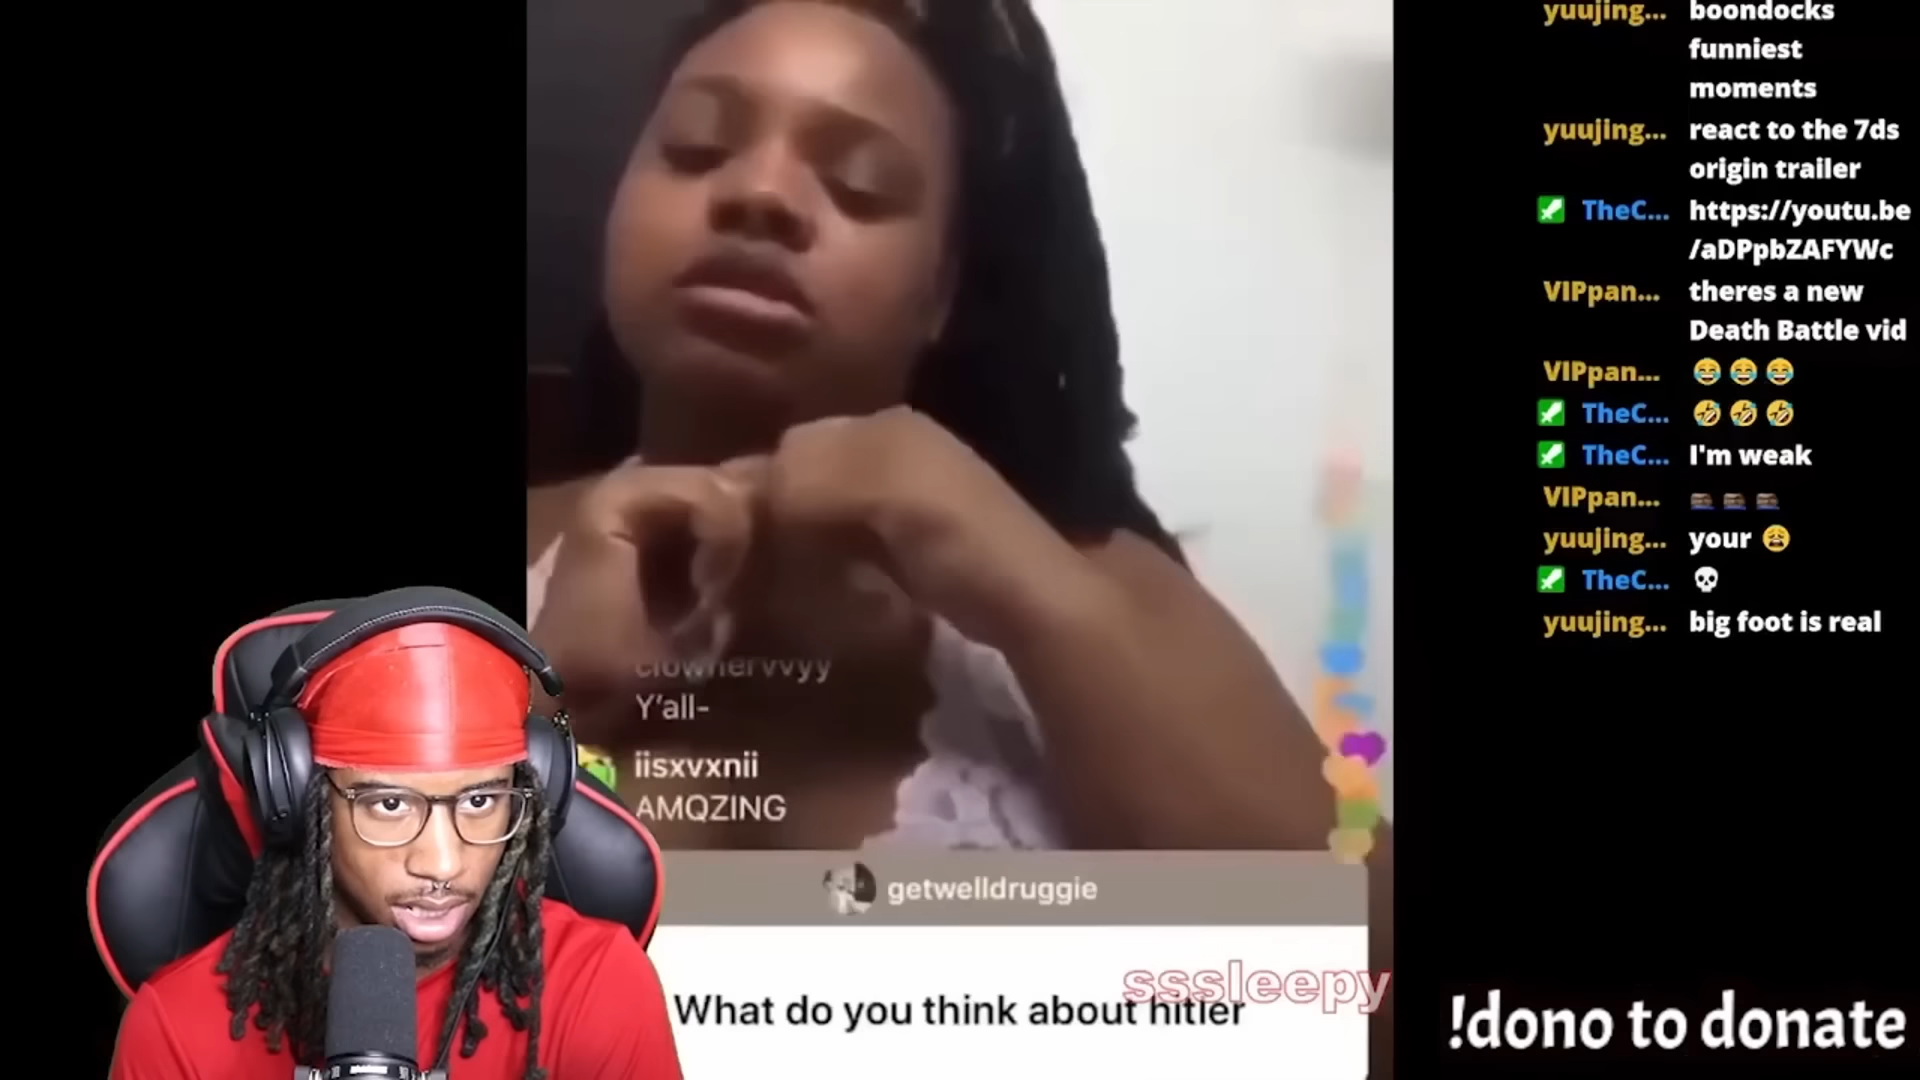 clownervvyy
Y'all-
iisxvxnii
AMQZING
getwelldruggie
What do you think about hitler
sssleepy
yuujing... boondocks
funniest
moments
yuujing... react to the 7ds
origin trailer
TheC... https://youtu.be
/aDPpbZAFYWc
VIPpan... theres a new
Death Battle vid
VIPpan... 😂😂😂
TheC... 🤣🤣🤣
TheC... I'm weak
VIPpan...
yuujing... your 😩
TheC... 💀
yuujing... big foot is real
!dono to donate